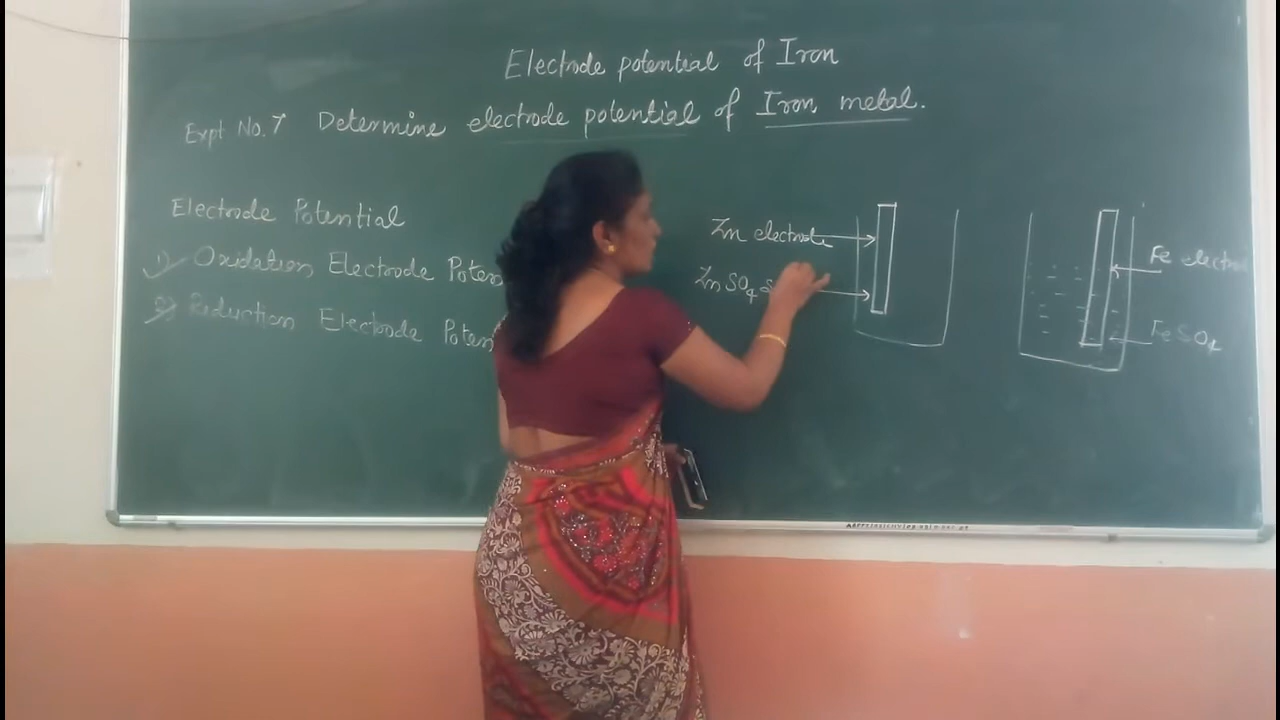 Electrode potential of Iron
Expt No. 7 Determine electrode potential of Iron metal.
Electrode Potential
1) Oxidation Electrode Poten
2) Reduction Electrode Poten
Zn electrode
ZnSO4 s
Fe electrod
FeSO4